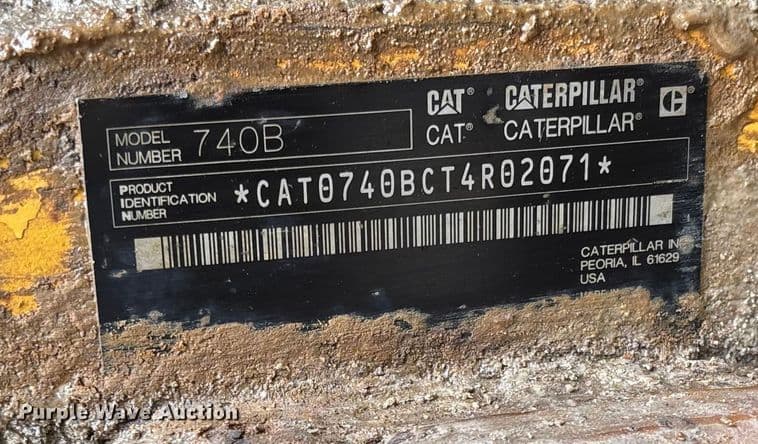 CAT® CATERPILLAR®
CAT® CATERPILLAR®
MODEL NUMBER 740B
PRODUCT IDENTIFICATION NUMBER *CAT0740BCT4R02071*
CATERPILLAR IN
PEORIA, IL 61629
USA
Purple Wave Auction